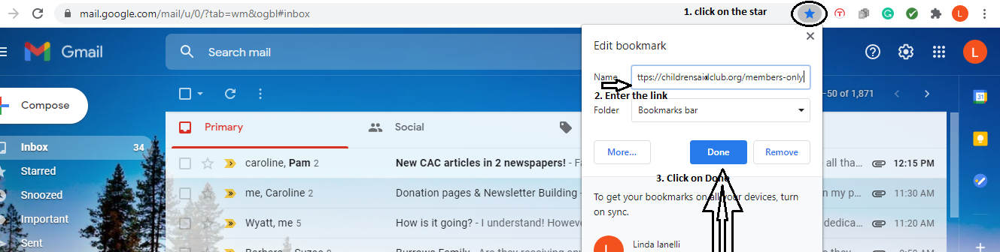 mail.google.com/mail/u/0/?tab=wm&ogbl#inbox
1. click on the star
L
Gmail
Search mail
L
Edit bookmark
Name
ttps://childrensaidclub.org/members-only
2. Enter the link
Folder
Bookmarks bar
More...
Done
Remove
3. Click on Done
To get your bookmarks on all your devices, turn
on sync.
L
Linda Ianelli
Compose
–50 of 1,871
31
Primary
Social
Inbox 34
Starred
Snoozed
Important
Sent
caroline, Pam 2 New CAC articles in 2 newspapers! - Fa all tha... 12:15 PM
me, Caroline 2 Donation pages & Newsletter Building - in my p... 11:30 AM
Wyatt, me 5 How is it going? - I understand! Howev dedica... 11:20 AM